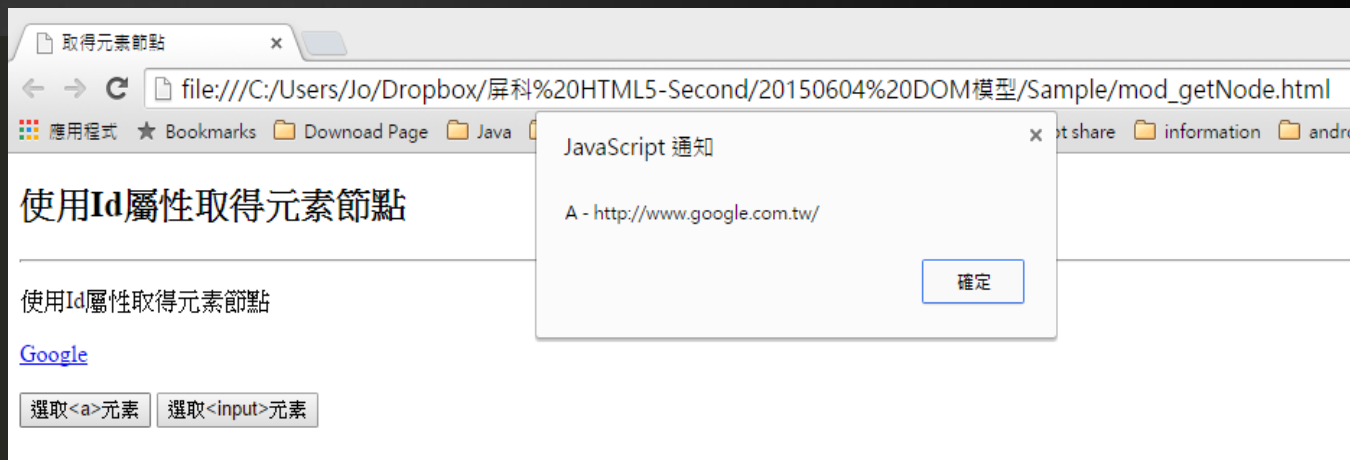 取得元素節點
file:///C:/Users/Jo/Dropbox/屏科%20HTML5-Second/20150604%20DOM模型/Sample/mod_getNode.html
應用程式 Bookmarks Downoad Page Java share information
JavaScript 通知
A - http://www.google.com.tw/
確定
使用Id屬性取得元素節點
使用Id屬性取得元素節點
Google
選取<a>元素 選取<input>元素